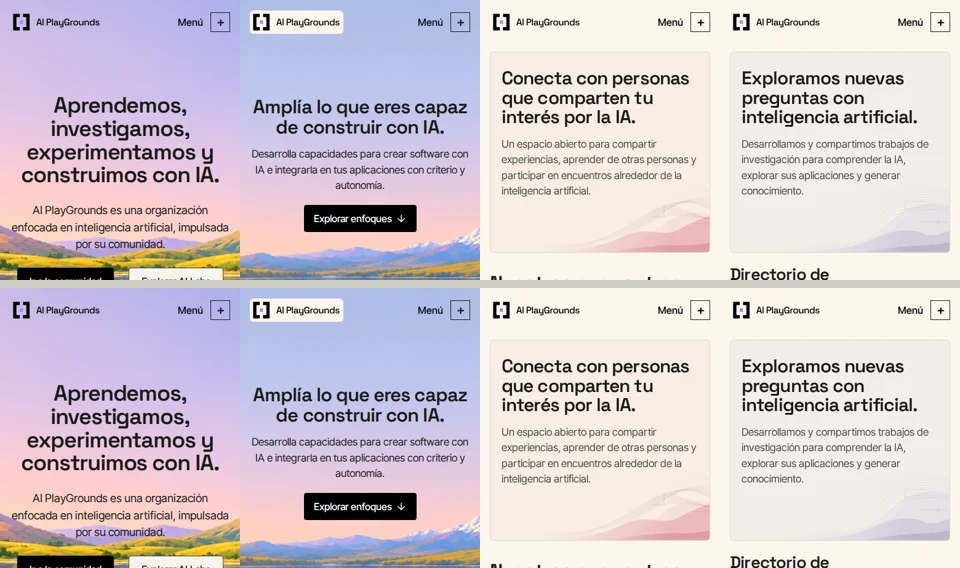 AI PlayGrounds
Menú +
Aprendemos,
investigamos,
experimentamos y
construimos con IA.
AI PlayGrounds es una organización
enfocada en inteligencia artificial, impulsada
por su comunidad.
AI PlayGrounds
Menú +
Amplía lo que eres capaz
de construir con IA.
Desarrolla capacidades para crear software con
IA e integrarla en tus aplicaciones con criterio y
autonomía.
Explorar enfoques ↓
AI PlayGrounds
Menú +
Conecta con personas
que comparten tu
interés por la IA.
Un espacio abierto para compartir
experiencias, aprender de otras personas y
participar en encuentros alrededor de la
inteligencia artificial.
AI PlayGrounds
Menú +
Exploramos nuevas
preguntas con
inteligencia artificial.
Desarrollamos y compartimos trabajos de
investigación para comprender la IA,
explorar sus aplicaciones y generar
conocimiento.
Directorio de
AI PlayGrounds
Menú +
Aprendemos,
investigamos,
experimentamos y
construimos con IA.
AI PlayGrounds es una organización
enfocada en inteligencia artificial, impulsada
por su comunidad.
AI PlayGrounds
Menú +
Amplía lo que eres capaz
de construir con IA.
Desarrolla capacidades para crear software con
IA e integrarla en tus aplicaciones con criterio y
autonomía.
Explorar enfoques ↓
AI PlayGrounds
Menú +
Conecta con personas
que comparten tu
interés por la IA.
Un espacio abierto para compartir
experiencias, aprender de otras personas y
participar en encuentros alrededor de la
inteligencia artificial.
AI PlayGrounds
Menú +
Exploramos nuevas
preguntas con
inteligencia artificial.
Desarrollamos y compartimos trabajos de
investigación para comprender la IA,
explorar sus aplicaciones y generar
conocimiento.
Directorio de